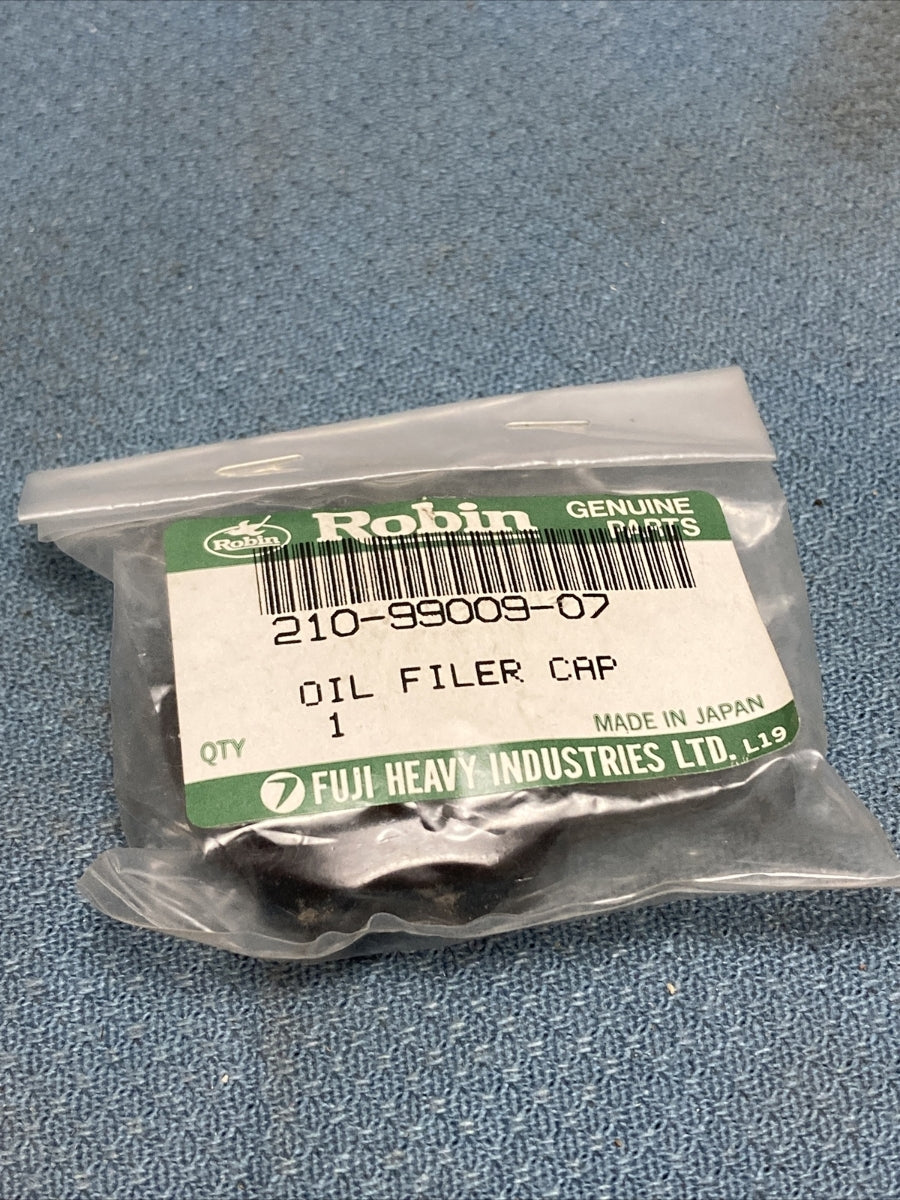 Robin
Robin
GENUINE
PARTS
210-99009-07
OIL FILER CAP
QTY 1
MADE IN JAPAN
FUJI HEAVY INDUSTRIES LTD. L19